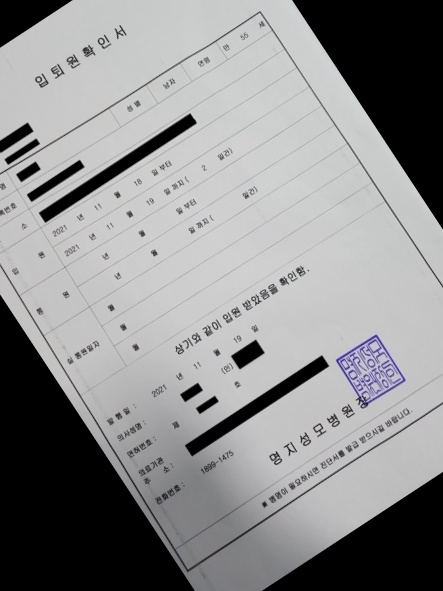 입퇴원확인서
명 성별 남자 연령 만 55 세
록번호
소
입 원 2021 년 11 월 18 일 부터
2021 년 11 월 19 일 까지 ( 2 일간)
통 원 년 월 일 부터
년 월 일 까지 ( 일간)
실 통원일자 월
월
월
상기와 같이 입원 받았음을 확인함.
발 행 일 : 2021 년 11 월 19 일
의사성명 : (인)
면허번호 : 제 호
의료기관
주 소 :
전화번호 : 1899-1475
명지성모병원장
※ 병명이 필요하시면 진단서를 발급 받으시길 바랍니다.